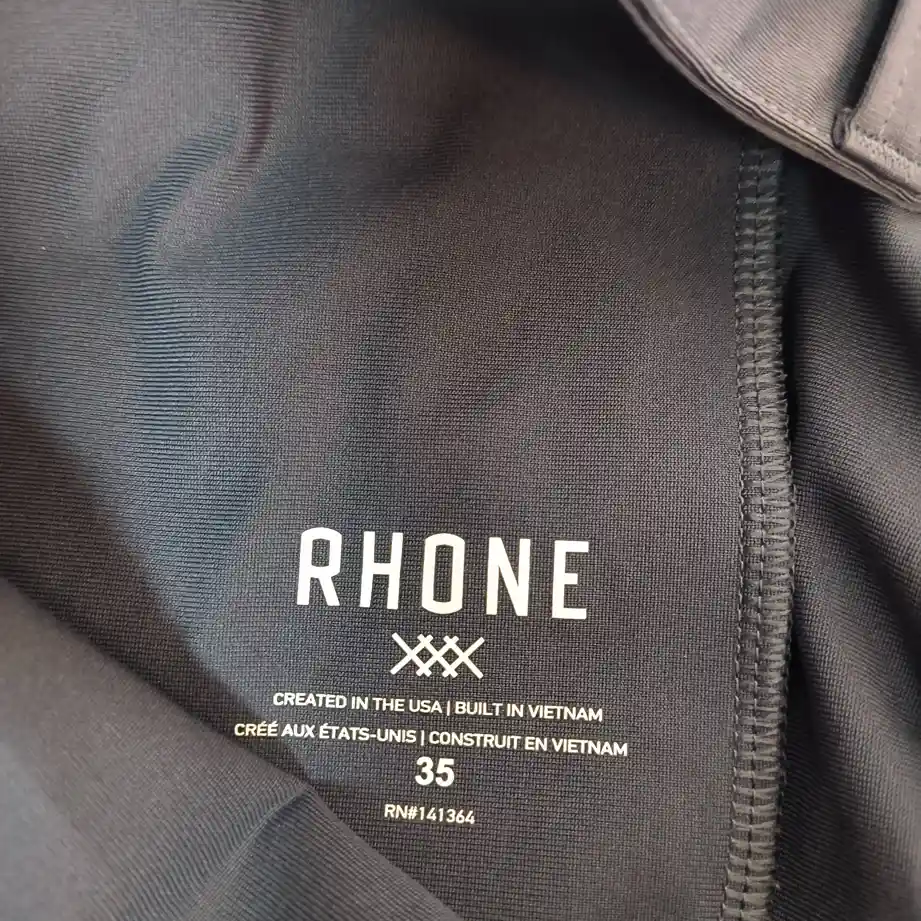 RHONE
CREATED IN THE USA | BUILT IN VIETNAM
CRÉÉ AUX ÉTATS-UNIS | CONSTRUIT EN VIETNAM
35
RN#141364